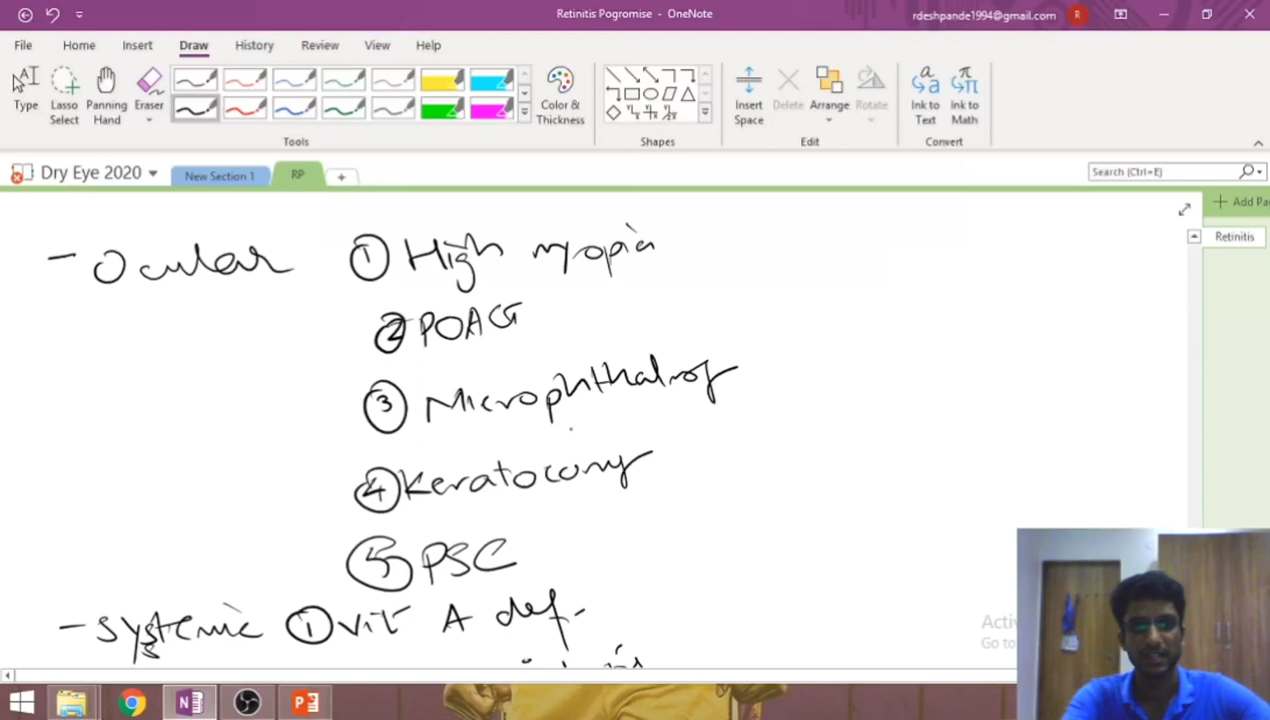 Retinitis Pogromise - OneNote
rdeshpande1994@gmail.com R
File Home Insert Draw History Review View Help
Type
Lasso Select
Panning Hand
Eraser
Color & Thickness
Insert Space
Delete
Arrange
Rotate
Ink to Text
Ink to Math
Tools
Shapes
Edit
Convert
Dry Eye 2020 New Section 1 RP +
Search (Ctrl+E)
+ Add Pa
Retinitis
- Ocular ① High myopia
② POAG
③ Microphthalmos
④ Keratoconus
⑤ PSC
- Systemic ① Vit A def.
Activ
Go to